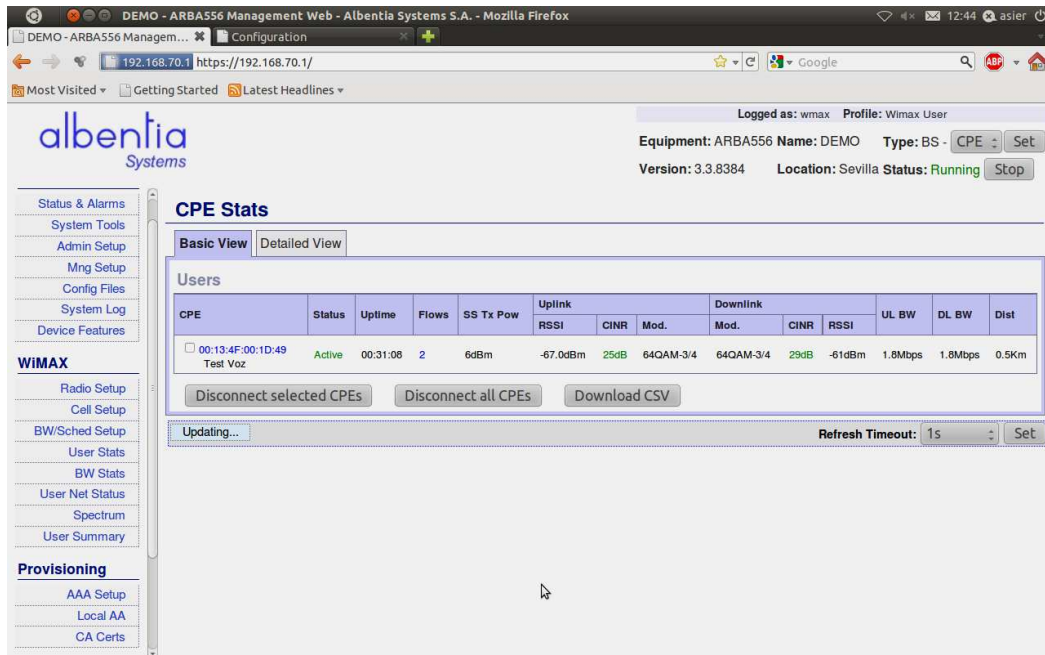 DEMO - ARBA556 Management Web - Albentia Systems S.A. - Mozilla Firefox
12:44 asier
DEMO - ARBA556 Managem...
Configuration
192.168.70.1 https://192.168.70.1/
Google
ABP
Most Visited
Getting Started
Latest Headlines
albentia
Systems
Logged as: wmax Profile: Wimax User
Equipment: ARBA556 Name: DEMO Type: BS - CPE Set
Version: 3.3.8384 Location: Sevilla Status: Running Stop
Status & Alarms
System Tools
Admin Setup
Mng Setup
Config Files
System Log
Device Features
WiMAX
Radio Setup
Cell Setup
BW/Sched Setup
User Stats
BW Stats
User Net Status
Spectrum
User Summary
Provisioning
AAA Setup
Local AA
CA Certs
CPE Stats
Basic View Detailed View
Users
CPE Status Uptime Flows SS Tx Pow Uplink Downlink UL BW DL BW Dist
RSSI CINR Mod. Mod. CINR RSSI
00:13:4F:00:1D:49 Active 00:31:08 2 6dBm -67.0dBm 25dB 64QAM-3/4 64QAM-3/4 29dB -61dBm 1.8Mbps 1.8Mbps 0.5Km
Test Voz
Disconnect selected CPEs Disconnect all CPEs Download CSV
Updating... Refresh Timeout: 1s Set